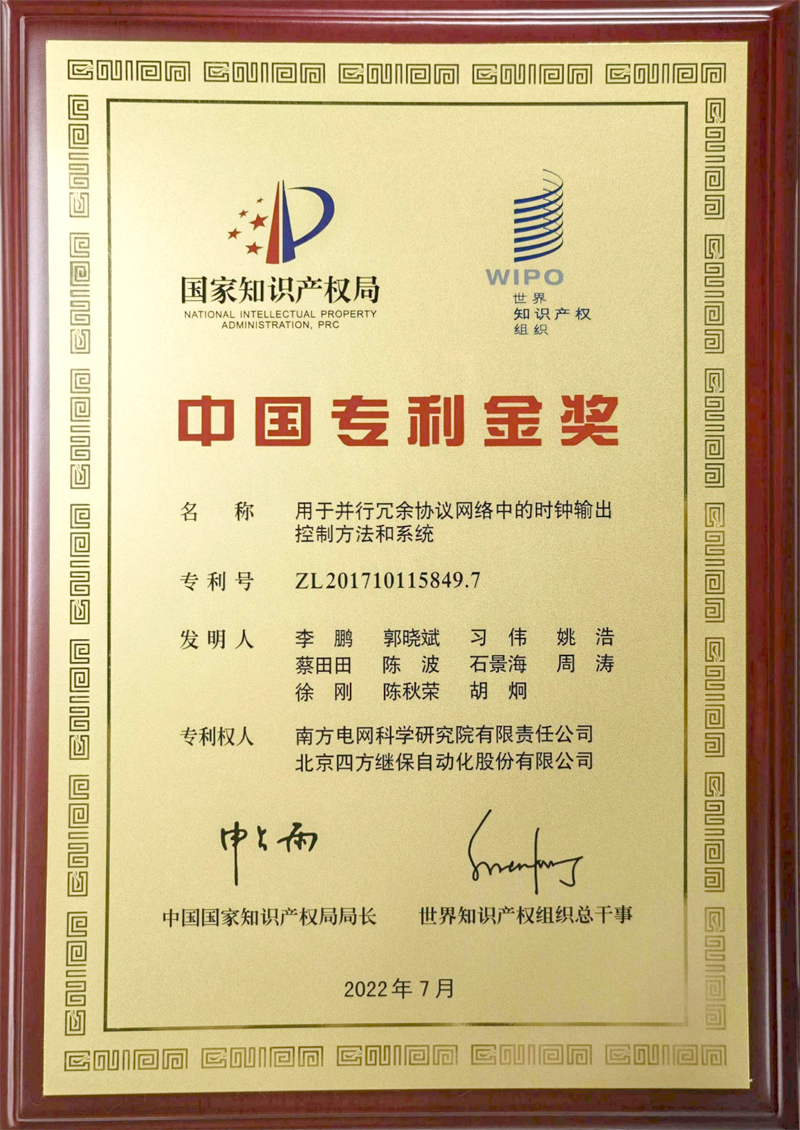 国家知识产权局
NATIONAL INTELLECTUAL PROPERTY
ADMINISTRATION, PRC
WIPO
世界
知识产权
组织
中国专利金奖
名称 用于并行冗余协议网络中的时钟输出
控制方法和系统
专利号 ZL201710115849.7
发明人 李鹏 郭晓斌 习伟 姚浩
蔡田田 陈波 石景海 周涛
徐刚 陈秋荣 胡炯
专利权人 南方电网科学研究院有限责任公司
北京四方继保自动化股份有限公司
申长雨
中国国家知识产权局局长 世界知识产权组织总干事
2022年7月